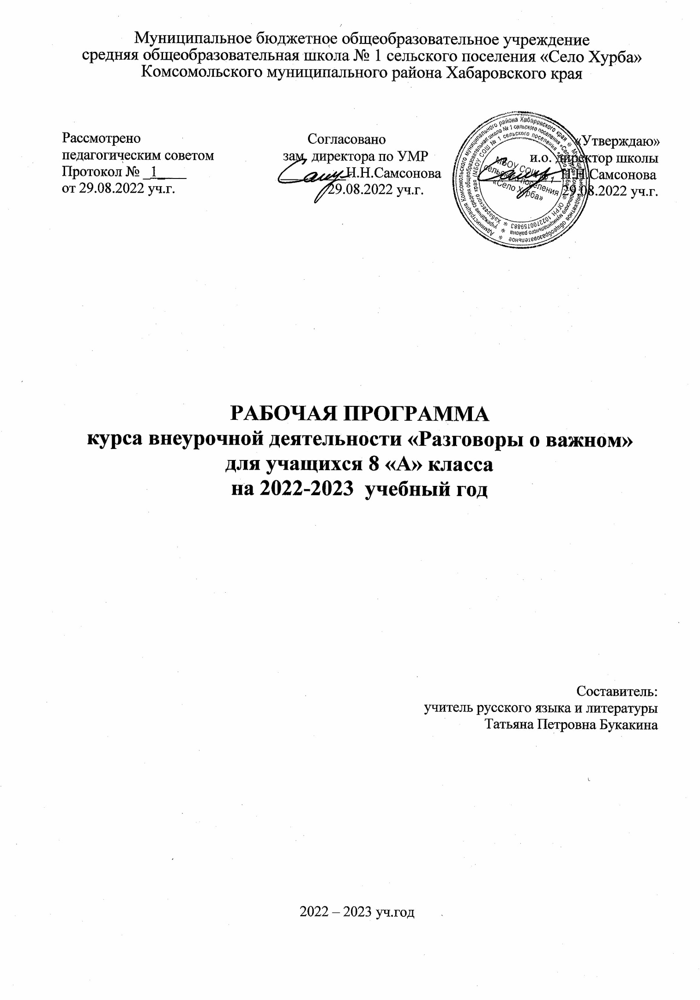 Муниципальное бюджетное общеобразовательное учреждение
средняя общеобразовательная школа № 1 сельского поселения «Село Хурба»
Комсомольского муниципального района Хабаровского края
Рассмотрено
педагогическим советом
Протокол № _1____
от 29.08.2022 уч.г.
Согласовано
зам. директора по УМР
__________Н.Н.Самсонова
29.08.2022 уч.г.
«Утверждаю»
и.о. директор школы
____________Н.Н.Самсонова
29.08.2022 уч.г.
МБОУ СОШ № 1
сельского поселения
«Село Хурба»
Администрация Комсомольского муниципального района Хабаровского края * Муниципальное бюджетное общеобразовательное *
учреждение средняя общеобразовательная школа № 1 сельского поселения «Село Хурба» Комсомольского муниципального района *
Хабаровского края (МБОУ СОШ № 1 сельского поселения «Село Хурба») * ОГРН 1022700759883 *
РАБОЧАЯ ПРОГРАММА
курса внеурочной деятельности «Разговоры о важном»
для учащихся 8 «А» класса
на 2022-2023 учебный год
Составитель:
учитель русского языка и литературы
Татьяна Петровна Букакина
2022 – 2023 уч.год